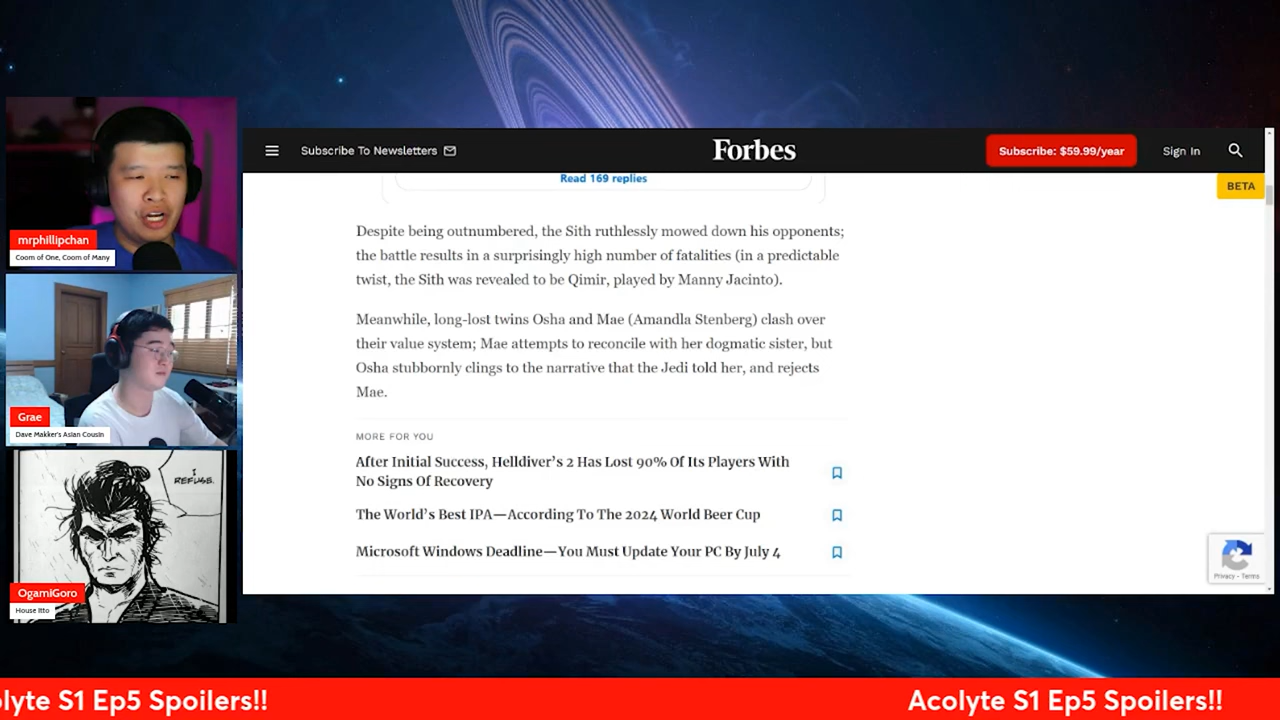 Subscribe To Newsletters
Forbes
Subscribe: $59.99/year
Sign In
BETA
Read 169 replies
Despite being outnumbered, the Sith ruthlessly mowed down his opponents;
the battle results in a surprisingly high number of fatalities (in a predictable
twist, the Sith was revealed to be Qimir, played by Manny Jacinto).
Meanwhile, long-lost twins Osha and Mae (Amandla Stenberg) clash over
their value system; Mae attempts to reconcile with her dogmatic sister, but
Osha stubbornly clings to the narrative that the Jedi told her, and rejects
Mae.
MORE FOR YOU
After Initial Success, Helldiver's 2 Has Lost 90% Of Its Players With
No Signs Of Recovery
The World's Best IPA—According To The 2024 World Beer Cup
Microsoft Windows Deadline—You Must Update Your PC By July 4
Privacy - Terms
mrphillipchan
Coom of One, Coom of Many
Grae
Dave Makker's Asian Cousin
I
REFUSE.
OgamiGoro
House Itto
olyte S1 Ep5 Spoilers!!
Acolyte S1 Ep5 Spoilers!!